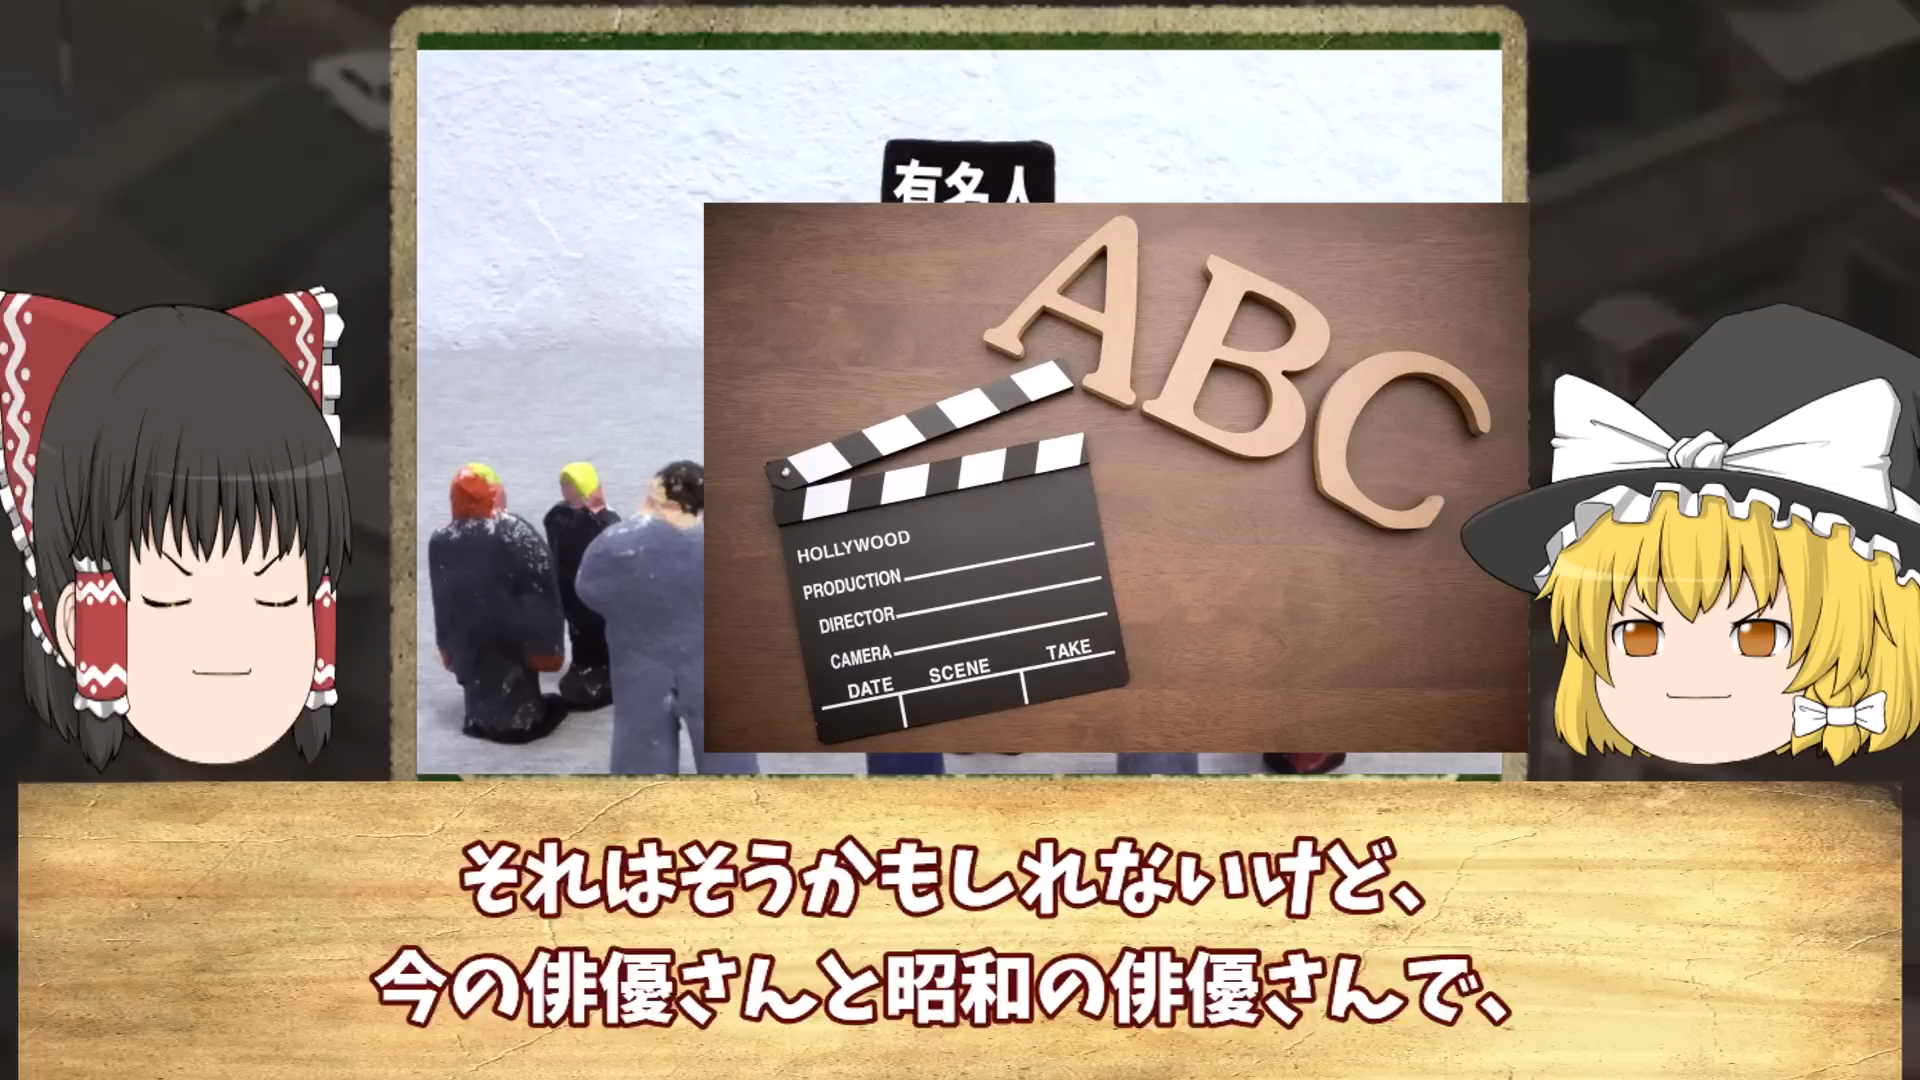 有名人
ABC
HOLLYWOOD
PRODUCTION
DIRECTOR
CAMERA
DATE SCENE TAKE
それはそうかもしれないけど、
今の俳優さんと昭和の俳優さんで、